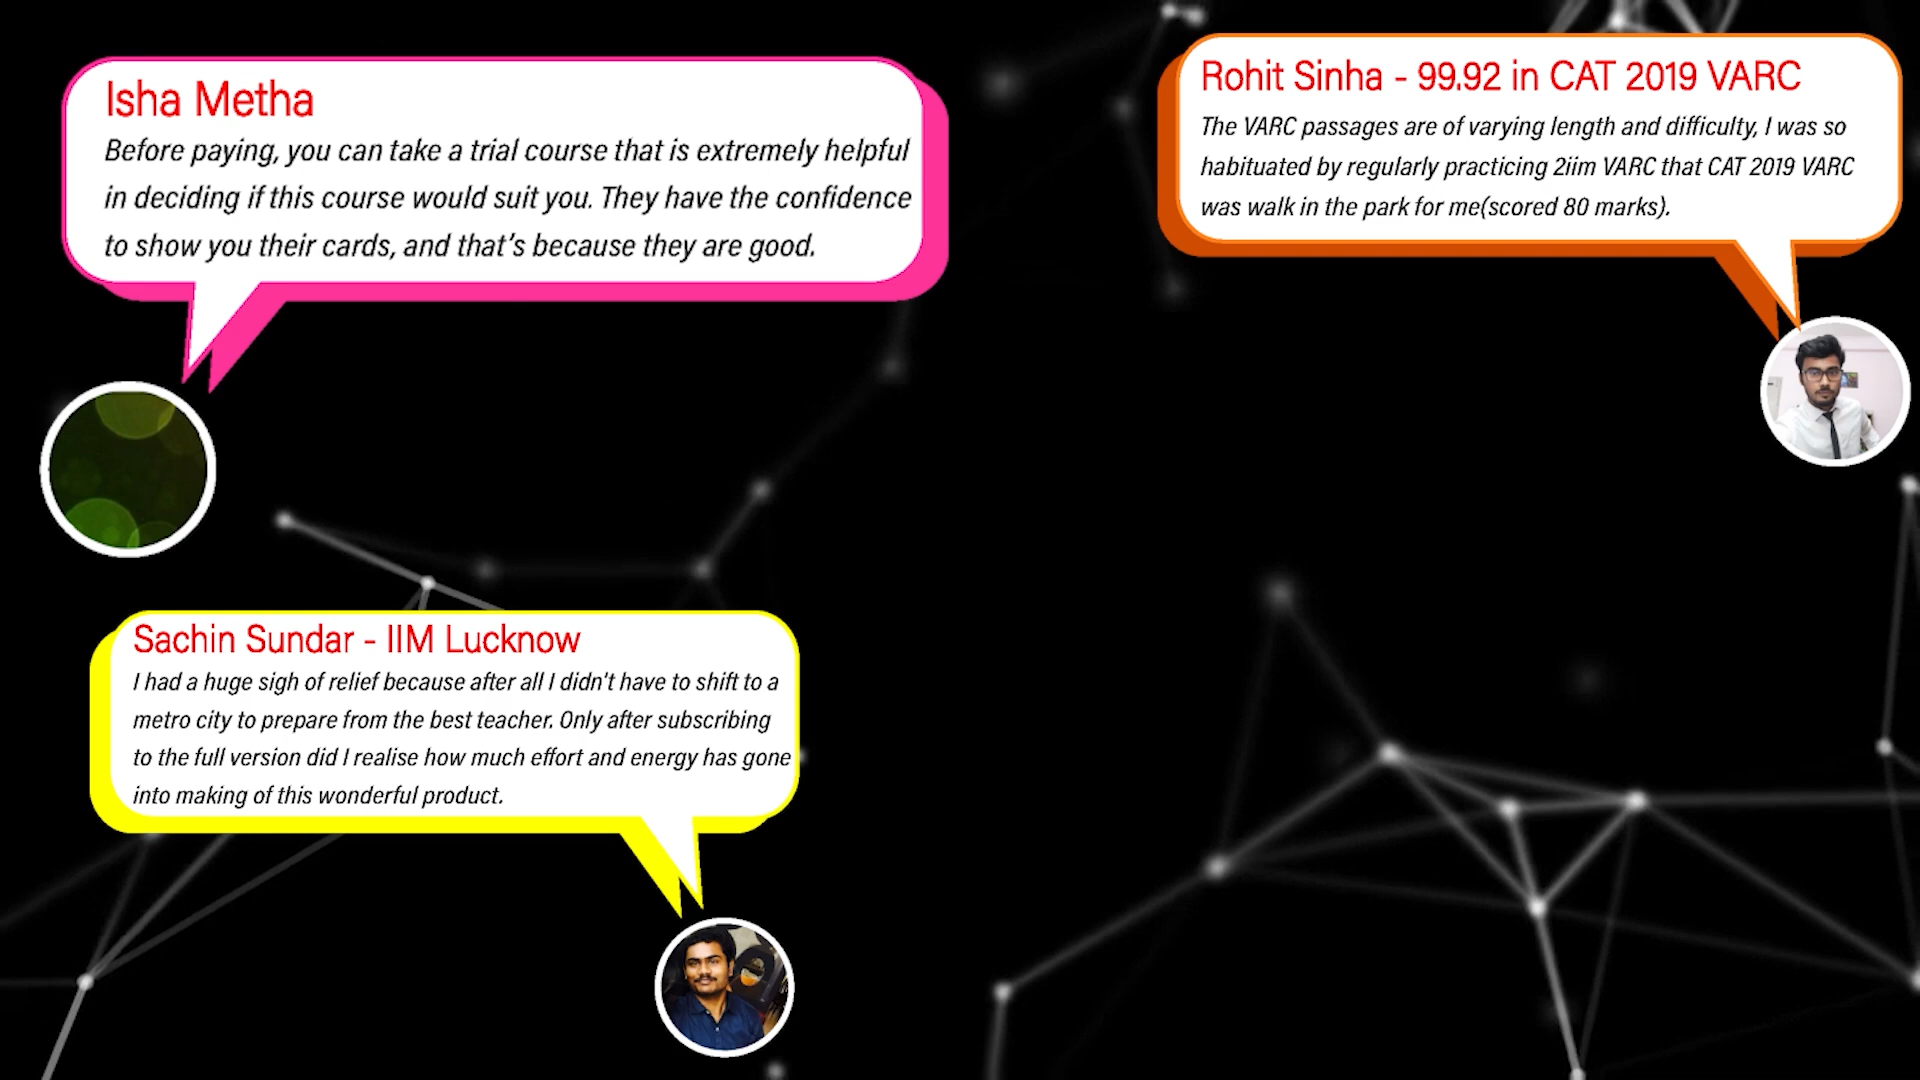 Isha Metha
Before paying, you can take a trial course that is extremely helpful
in deciding if this course would suit you. They have the confidence
to show you their cards, and that's because they are good.
Rohit Sinha - 99.92 in CAT 2019 VARC
The VARC passages are of varying length and difficulty, I was so
habituated by regularly practicing 2iim VARC that CAT 2019 VARC
was walk in the park for me(scored 80 marks).
Sachin Sundar - IIM Lucknow
I had a huge sigh of relief because after all I didn't have to shift to a
metro city to prepare from the best teacher. Only after subscribing
to the full version did I realise how much effort and energy has gone
into making of this wonderful product.